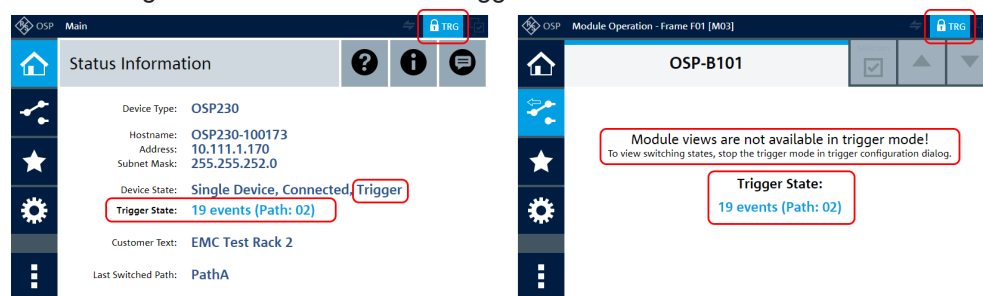 OSP Main TRG
Status Information
Device Type: OSP230
Hostname: OSP230-100173
Address: 10.111.1.170
Subnet Mask: 255.255.252.0
Device State: Single Device, Connected, Trigger
Trigger State: 19 events (Path: 02)
Customer Text: EMC Test Rack 2
Last Switched Path: PathA
OSP Module Operation - Frame F01 [M03] TRG
OSP-B101
Module views are not available in trigger mode!
To view switching states, stop the trigger mode in trigger configuration dialog.
Trigger State:
19 events (Path: 02)